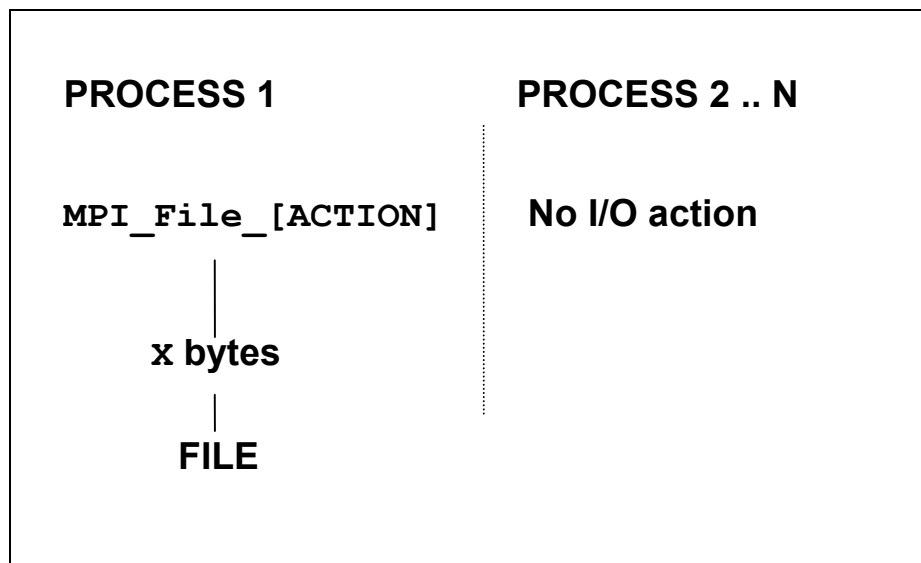 PROCESS 1
PROCESS 2 .. N
MPI_File_[ACTION]
No I/O action
x bytes
FILE